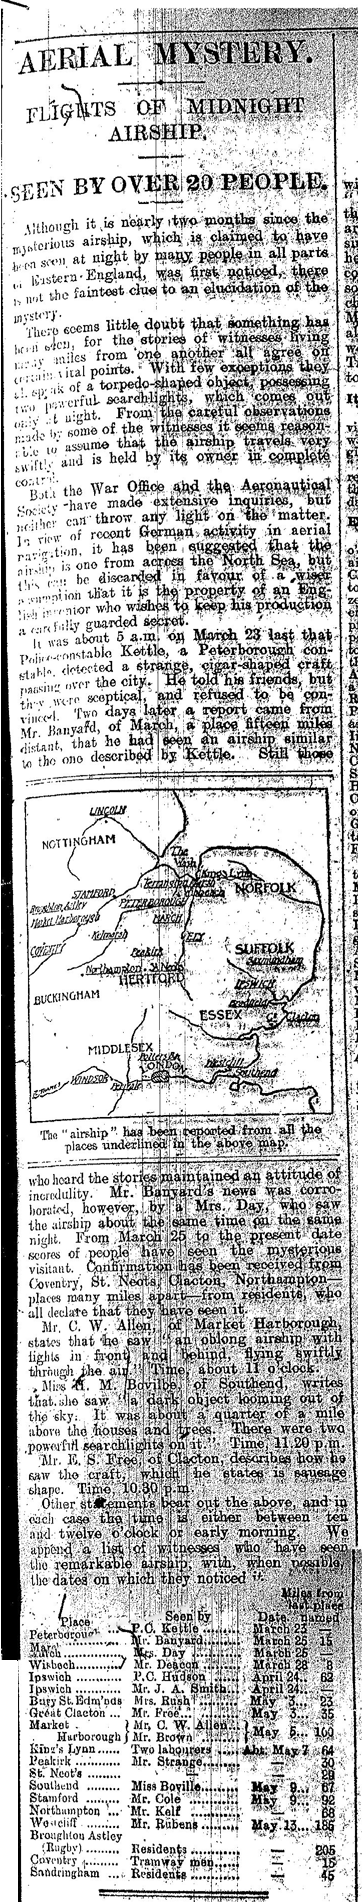 AERIAL MYSTERY.
FLIGHTS OF MIDNIGHT
AIRSHIP.
SEEN BY OVER 20 PEOPLE.
Although it is nearly two months since the
mysterious airship, which is claimed to have
been seen at night by many people in all parts
of Eastern England, was first noticed, there
is not the faintest clue to an elucidation of the
mystery.
There seems little doubt that something has
been seen, for the stories of witnesses living
many miles from one another all agree on
certain vital points. With few exceptions they
all speak of a torpedo-shaped object, possessing
two powerful searchlights, which comes out
only at night. From the careful observations
made by some of the witnesses it seems reason-
able to assume that the airship travels very
swiftly and is held by its owner in complete
control.
Both the War Office and the Aeronautical
Society have made extensive inquiries, but
neither can throw any light on the matter.
In view of recent German activity in aerial
navigation, it has been suggested that the
airship is one from across the North Sea, but
this can be discarded in favour of a wiser
assumption that it is the property of an Eng-
lish inventor who wishes to keep his production
a carefully guarded secret.
It was about 5 a.m. on March 23 last that
Police-constable Kettle, a Peterborough con-
stable, detected a strange, cigar-shaped craft
passing over the city. He told his friends, but
they were sceptical, and refused to be con-
vinced. Two days later a report came from
Mr. Banyard, of March, a place fifteen miles
distant, that he had seen an airship similar
to the one described by Kettle. Still those
LINCOLN
NOTTINGHAM
The Wash
Kings Lynn
NORFOLK
STAMFORD
Terrington Marsh
Wisbech
PETERBOROUGH
Broughton Astley
Market Harborough
MARCH
Kelmarsh
ELY
COVENTRY
Peakirk
SUFFOLK
Saxmundham
Northampton
St Neots
HERTFORD
IPSWICH
BUCKINGHAM
ESSEX
Clacton
MIDDLESEX
Potters Bar
LONDON
Southend
WINDSOR
The "airship" has been reported from all the
places underlined in the above map.
who heard the stories maintained an attitude of
incredulity. Mr. Banyard's news was corro-
borated, however, by a Mrs. Day, who saw
the airship about the same time on the same
night. From March 25 to the present date
scores of people have seen the mysterious
visitant. Confirmation has been received from
Coventry, St. Neots, Clacton, Northampton—
places many miles apart—from residents, who
all declare that they have seen it.
Mr. C. W. Allen, of Market Harborough,
states that he saw "an oblong airship with
lights in front and behind, flying swiftly
through the air." Time, about 11 o'clock.
Miss H. M. Boville, of Southend, writes
that she saw "a dark object looming out of
the sky. It was about a quarter of a mile
above the houses and trees. There were two
powerful searchlights on it." Time, 11.20 p.m.
Mr. E. S. Free, of Clacton, describes how he
saw the craft, which he states is sausage
shape. Time, 10.30 p.m.
Other statements bear out the above, and in
each case the time is either between ten
and twelve o'clock or early morning. We
append a list of witnesses who have seen
the remarkable airship, with, when possible,
the dates on which they noticed it.
Miles from
last place
Place Seen by Date. named
Peterborough P.C. Kettle March 23 —
March Mr. Banyard March 25 15
March Mrs. Day March 25 —
Wisbech Mr. Deacon March 28 8
Ipswich P.C. Hudson April 24 62
Ipswich Mr. J. A. Smith April 24 —
Bury St. Edm'nds Mrs. Rush May 3 23
Great Clacton Mr. Free May 3 35
Market Mr. C. W. Allen
Harborough Mr. Brown May 5 100
King's Lynn Two labourers Abt. May 7 64
Peakirk Mr. Strange 30
St. Neot's 29
Southend Miss Boville May 9 67
Stamford Mr. Cole May 9 92
Northampton Mr. Kelf 68
Westcliff Mr. Rubens May 13 185
Broughton Astley
(Rugby) Residents 205
Coventry Tramway men 15
Sandringham Residents 45